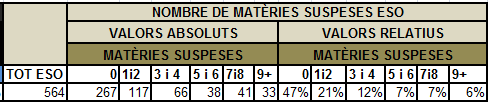 NOMBRE DE MATÈRIES SUSPESES ESO
VALORS ABSOLUTS VALORS RELATIUS
MATÈRIES SUSPESES MATÈRIES SUSPESES
TOT ESO 0 1i2 3 i 4 5 i 6 7i8 9+ 0 1i2 3 i 4 5 i 6 7i8 9+
564 267 117 66 38 41 33 47% 21% 12% 7% 7% 6%